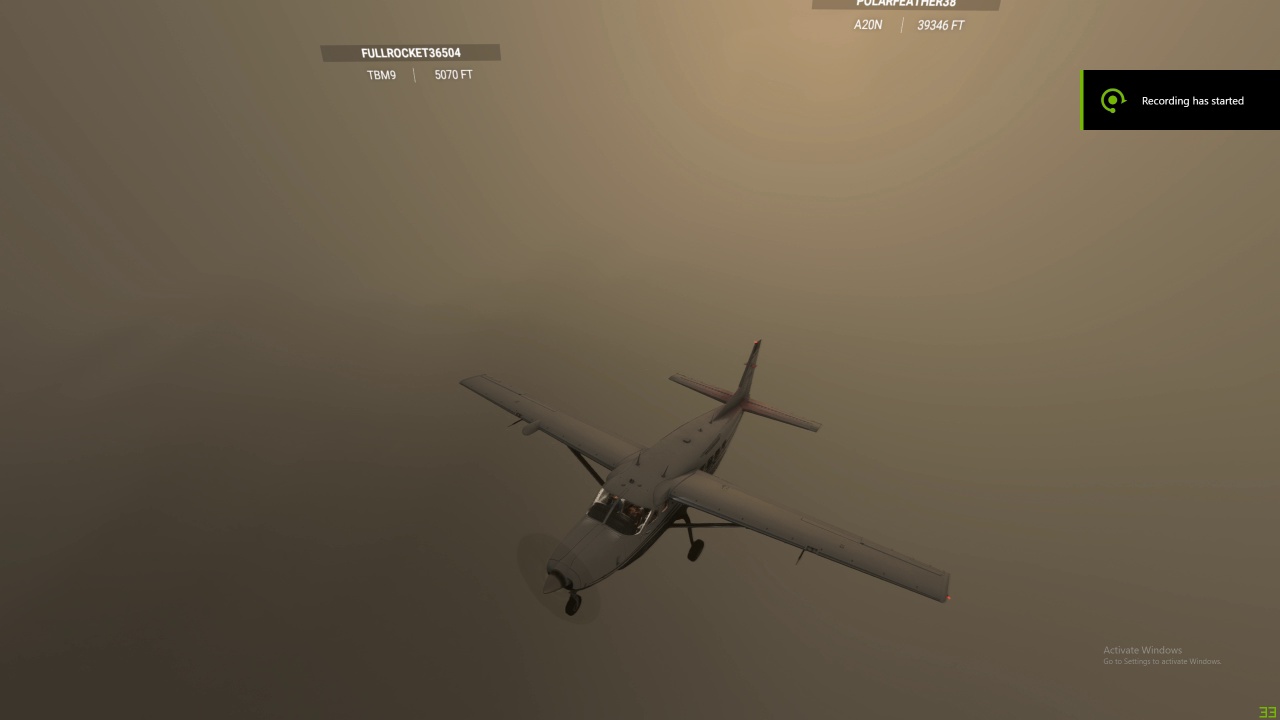 POLARFEATHER38
A20N | 39346 FT
FULLROCKET36504
TBM9 | 5070 FT
Recording has started
Activate Windows
Go to Settings to activate Windows.
33